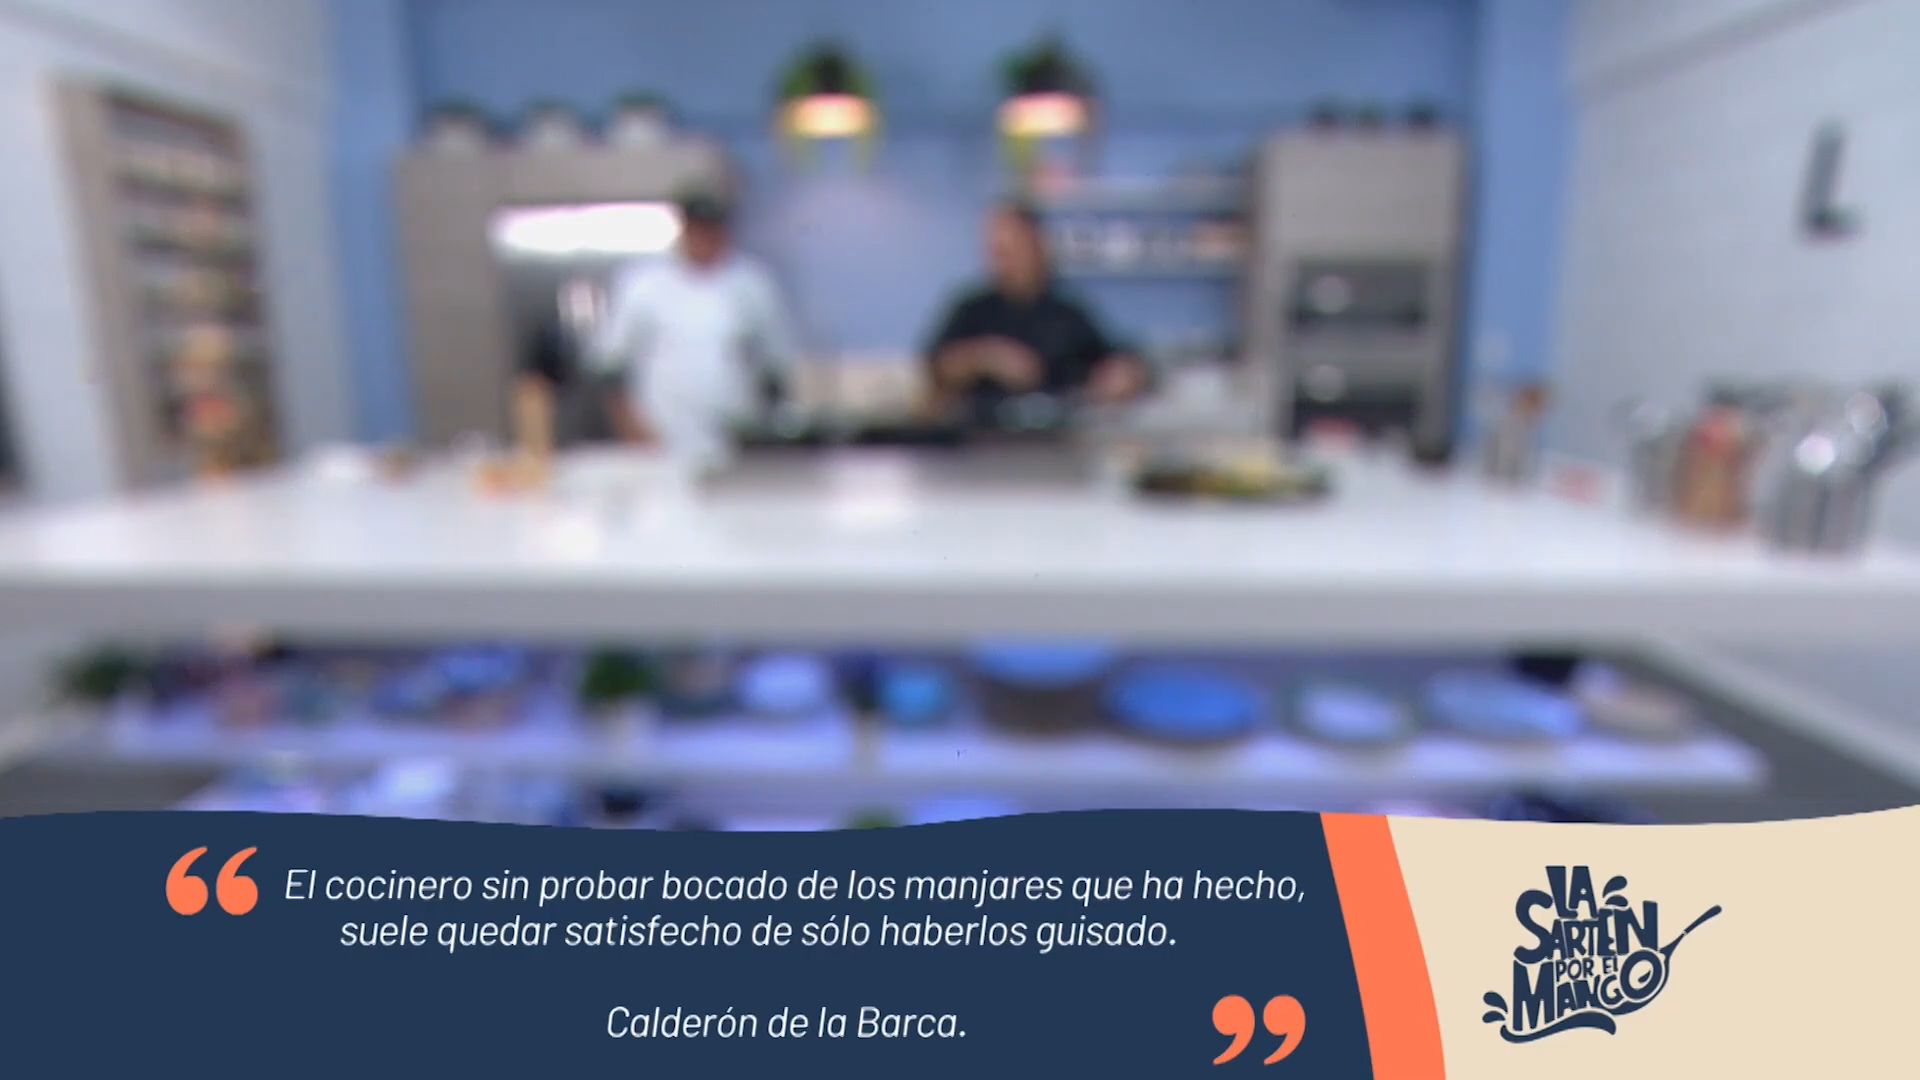 “ El cocinero sin probar bocado de los manjares que ha hecho,
suele quedar satisfecho de sólo haberlos guisado.
Calderón de la Barca. ”
LA
SARTÉN
POR El
MANGO